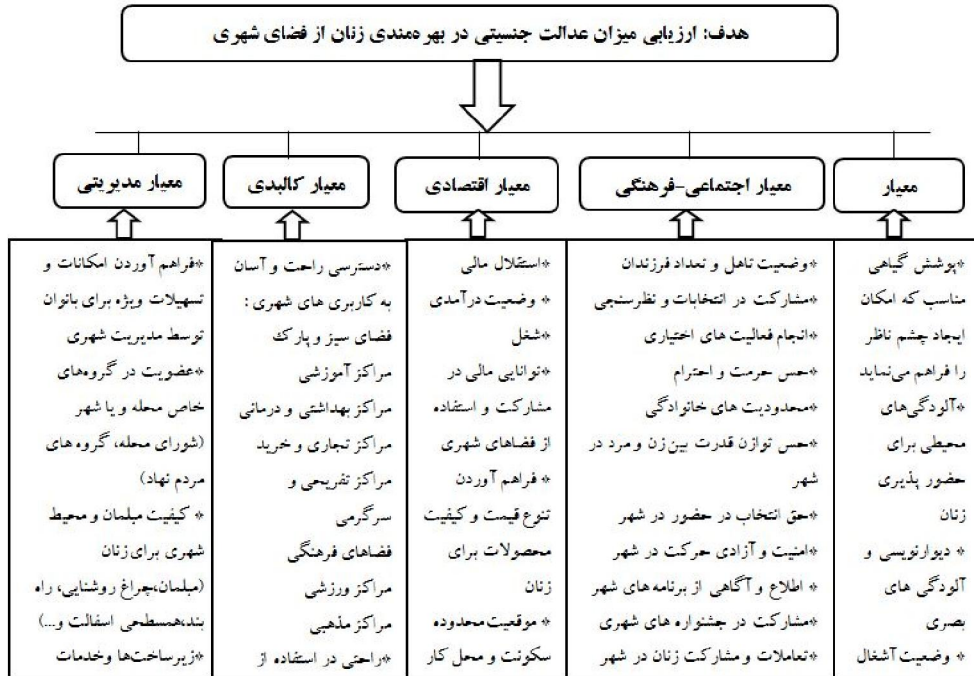 هدف: ارزیابی میزان عدالت جنسیتی در بهره‌مندی زنان از فضای شهری
معیار
معیار اجتماعی-فرهنگی
معیار اقتصادی
معیار کالبدی
معیار مدیریتی
*پوشش گیاهی
مناسب که امکان
ایجاد چشم ناظر
را فراهم می‌نماید
*آلودگی‌های
محیطی برای
حضور پذیری
زنان
* دیوارنویسی و
آلودگی های
بصری
* وضعیت آشغال
*وضعیت تاهل و تعداد فرزندان
*مشارکت در انتخابات و نظرسنجی
*انجام فعالیت های اختیاری
*حس حرمت و احترام
*محدودیت های خانوادگی
*حس توازن قدرت بین زن و مرد در
شهر
*حق انتخاب در حضور در شهر
*امنیت و آزادی حرکت در شهر
* اطلاع و آگاهی از برنامه های شهر
*مشارکت در جشنواره های شهری
*تعاملات و مشارکت زنان در شهر
*استقلال مالی
* وضعیت درآمدی
*شغل
*توانایی مالی در
مشارکت و استفاده
از فضاهای شهری
* فراهم آوردن
تنوع قیمت و کیفیت
محصولات برای
زنان
* موقعیت محدوده
سکونت و محل کار
*دسترسی راحت و آسان
به کاربری های شهری :
فضای سبز و پارک
مراکز آموزشی
مراکز بهداشتی و درمانی
مراکز تجاری و خرید
مراکز تفریحی و
سرگرمی
فضاهای فرهنگی
مراکز ورزشی
مراکز مذهبی
*راحتی در استفاده از
*فراهم آوردن امکانات و
تسهیلات ویژه برای بانوان
توسط مدیریت شهری
*عضویت در گروه‌های
خاص محله و یا شهر
(شورای محله، گروه های
مردم نهاد)
* کیفیت مبلمان و محیط
شهری برای زنان
(مبلمان،چراغ روشنایی، راه
بند،همسطحی اسفالت و...)
*زیرساخت‌ها وخدمات